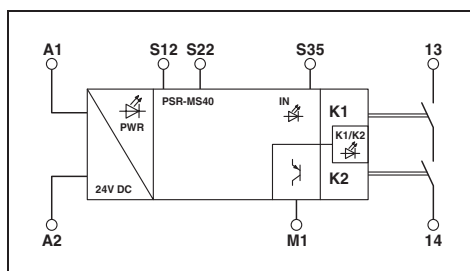 A1 S12 S22 S35 13
PSR-MS40 IN K1
PWR K1/K2
24V DC K2
A2 M1 14